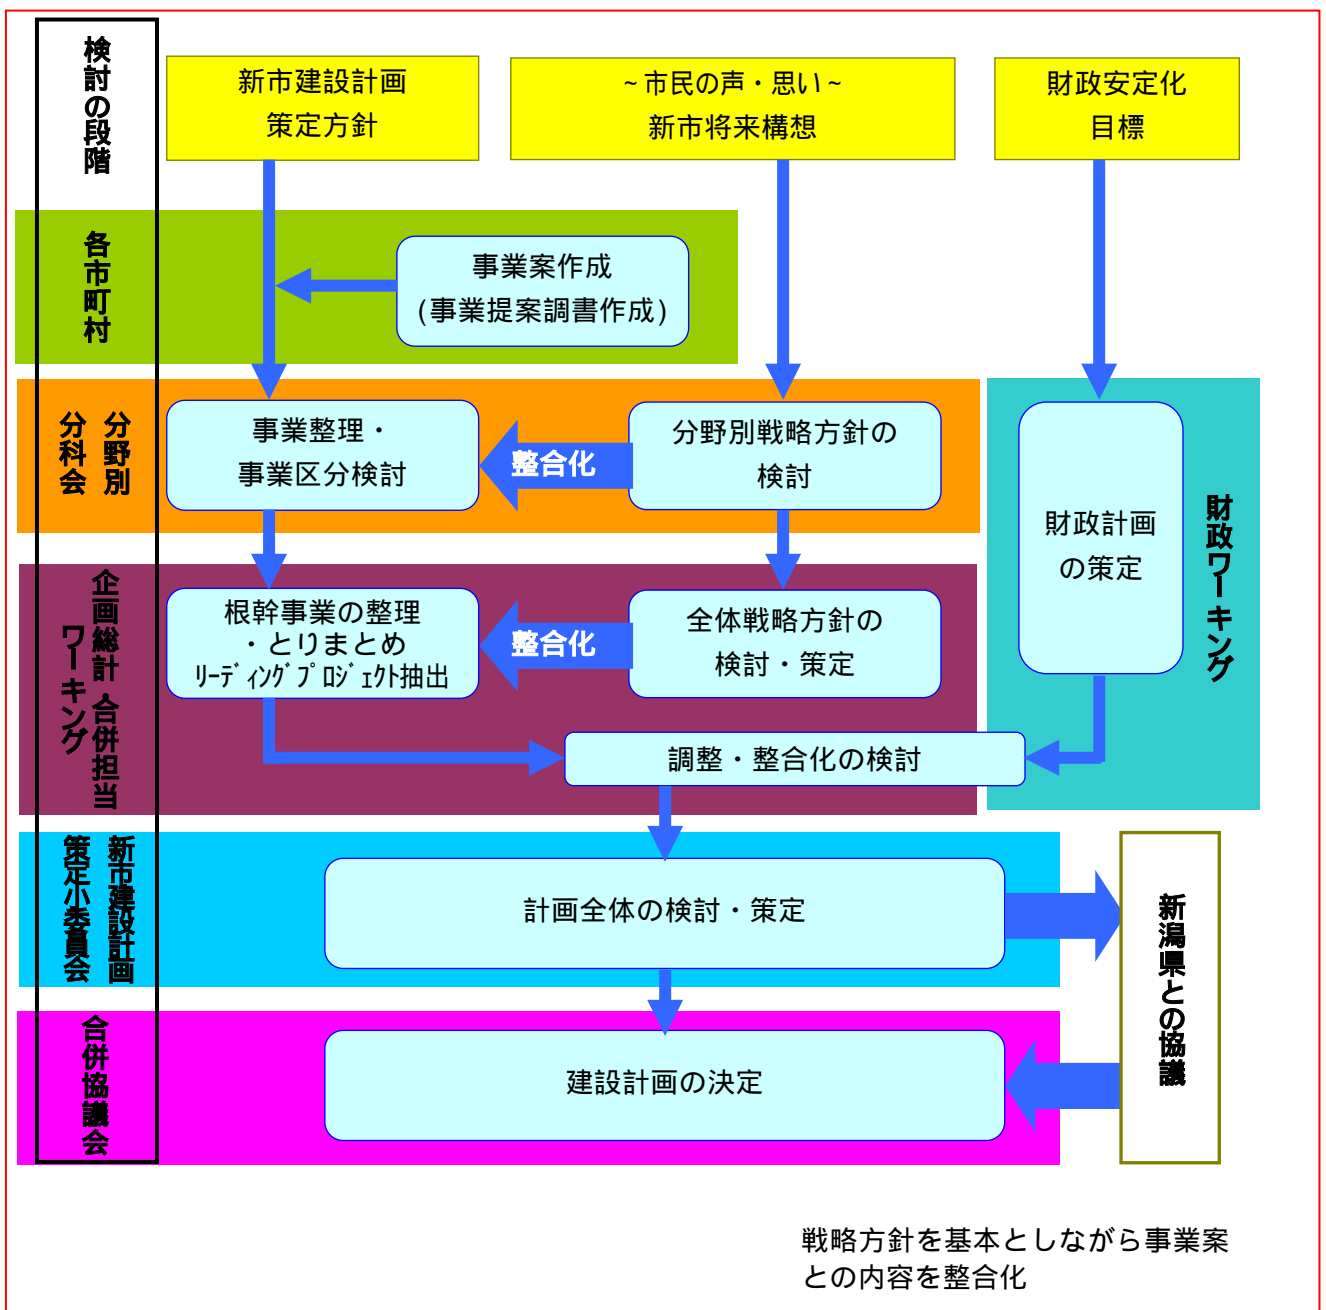 検討の段階
新市建設計画
策定方針
~市民の声・思い~
新市将来構想
財政安定化
目標
各市町村
事業案作成
(事業提案調書作成)
分野別
分科会
事業整理・
事業区分検討
整合化
分野別戦略方針の
検討
財政計画
の策定
財政ワーキング
企画総計・合併担当
ワーキング
根幹事業の整理
・とりまとめ
ﾘｰﾃﾞｨﾝｸﾞﾌﾟﾛｼﾞｪｸﾄ抽出
整合化
全体戦略方針の
検討・策定
調整・整合化の検討
新市建設計画
策定小委員会
計画全体の検討・策定
新潟県との協議
合併協議会
建設計画の決定
戦略方針を基本としながら事業案
との内容を整合化